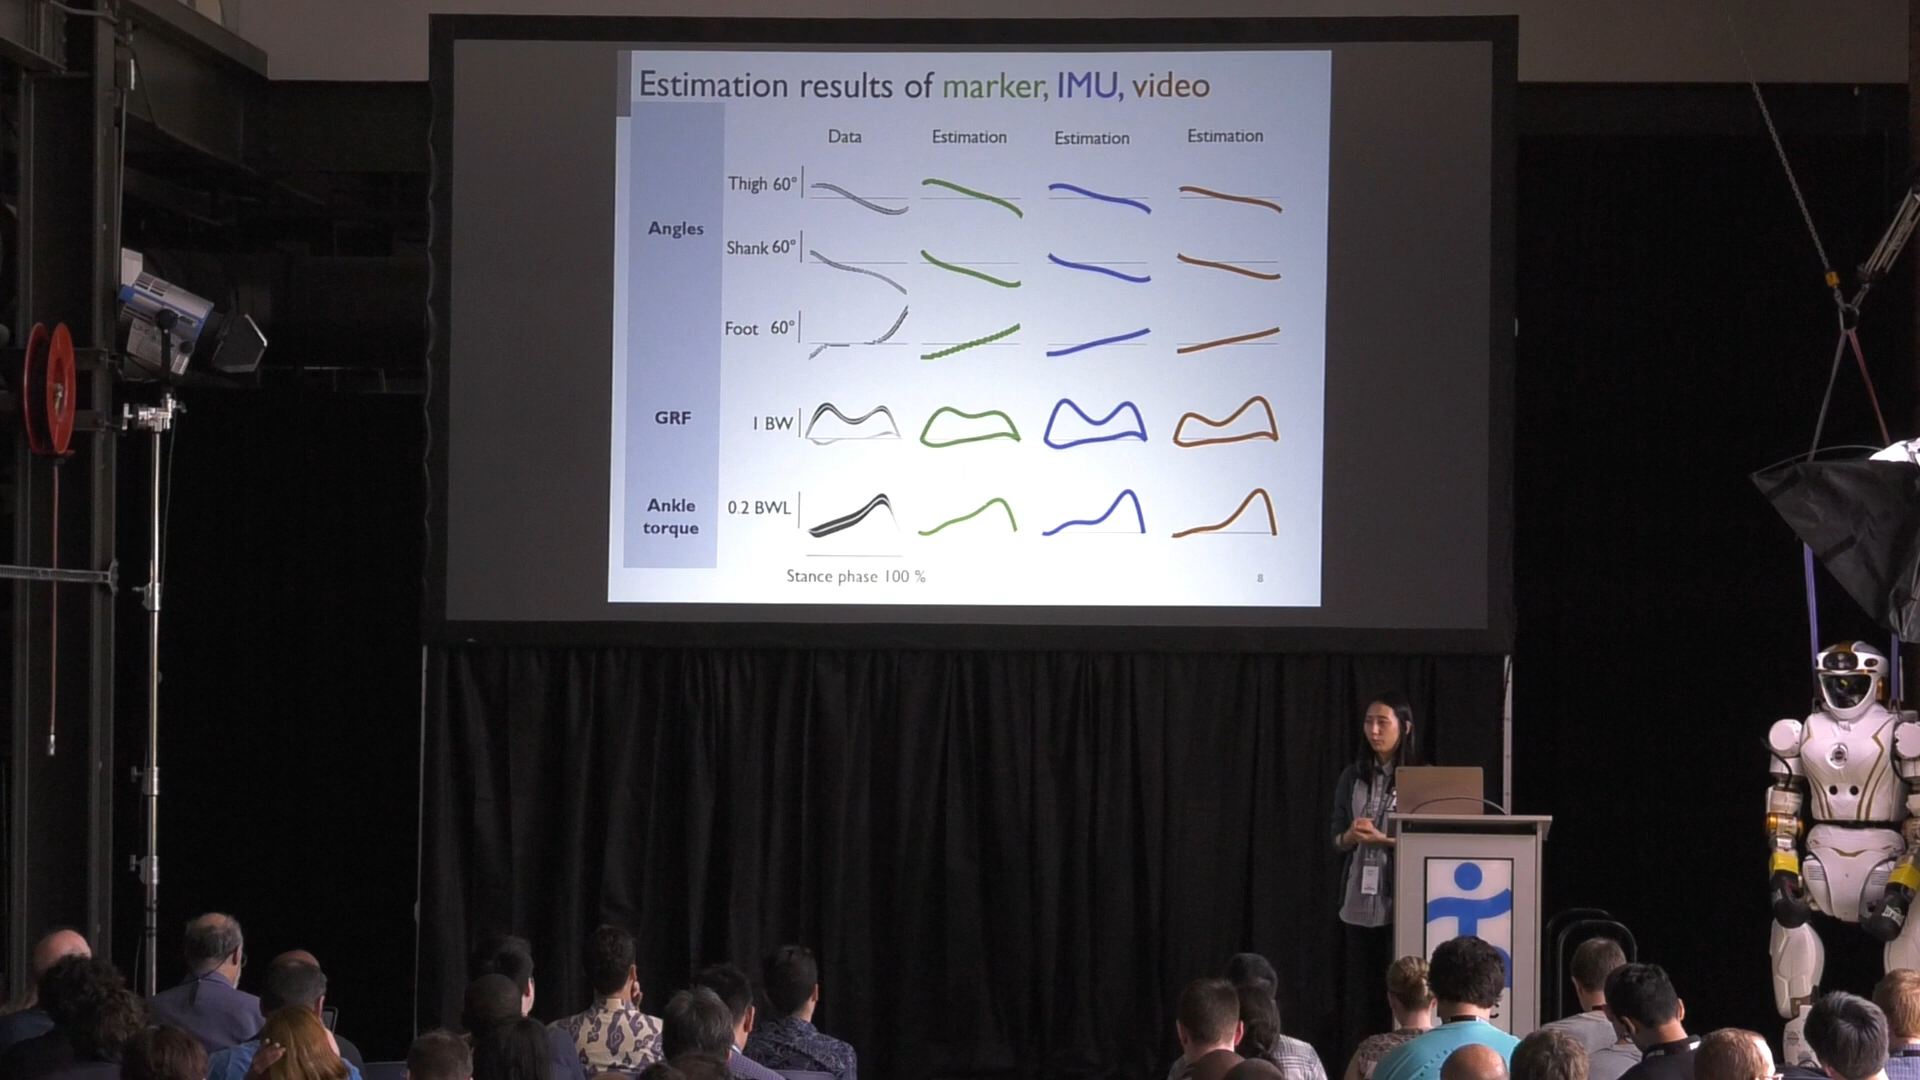 Estimation results of marker, IMU, video
Data Estimation Estimation Estimation
Thigh 60°
Angles
Shank 60°
Foot 60°
GRF
1 BW
Ankle torque
0.2 BWL
Stance phase 100 %
8